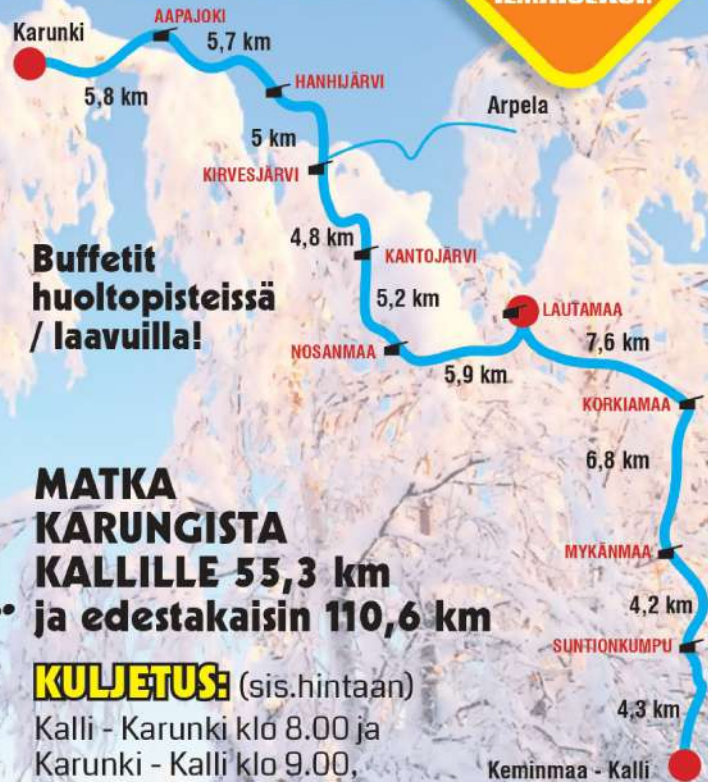 AAPAJOKI
Karunki
5,7 km
5,8 km
HANHIJÄRVI
Arpela
5 km
KIRVESJÄRVI
4,8 km
KANTOJÄRVI
Buffetit
huoltopisteissä
/ laavuilla!
5,2 km
LAUTAMAA
NOSANMAA
7,6 km
5,9 km
KORKIAMAA
6,8 km
MATKA
KARUNGISTA
KALLILLE 55,3 km
ja edestakaisin 110,6 km
MYKÄNMAA
4,2 km
SUNTIONKUMPU
KULJETUS: (sis.hintaan)
4,3 km
Kalli - Karunki klo 8.00 ja
Karunki - Kalli klo 9.00,
Keminmaa - Kalli